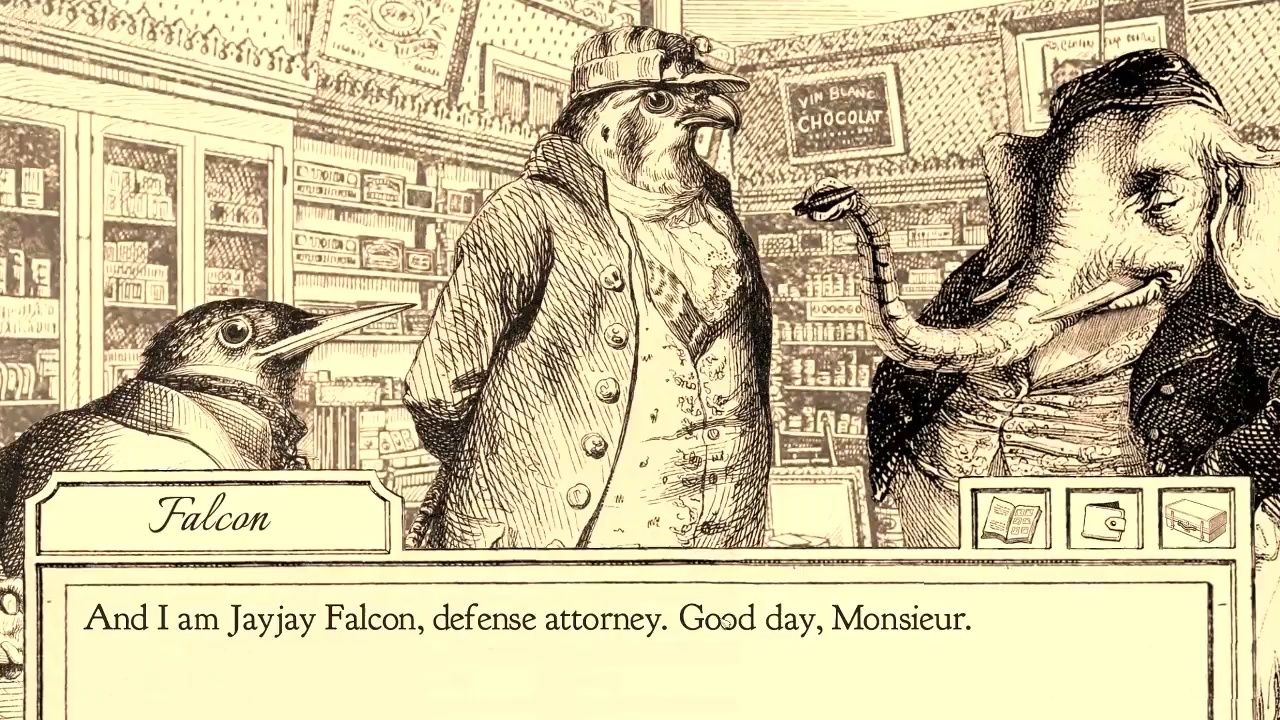 VIN BLANC
CHOCOLAT
Falcon
And I am Jayjay Falcon, defense attorney. Good day, Monsieur.